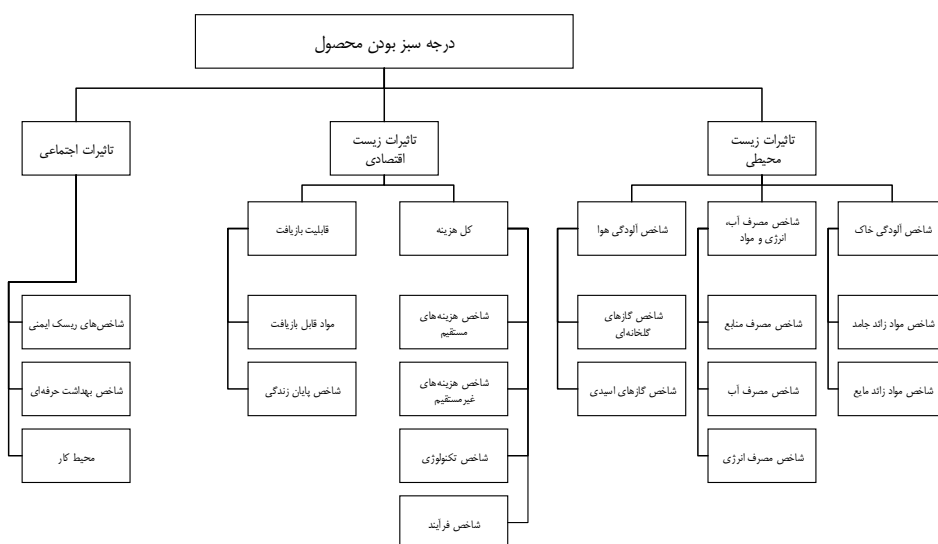 درجه سبز بودن محصول
تاثیرات زیست
محیطی
تاثیرات زیست
اقتصادی
تاثیرات اجتماعی
شاخص آلودگی خاک
شاخص مصرف آب،
انرژی و مواد
شاخص آلودگی هوا
کل هزینه
قابلیت بازیافت
شاخص مواد زائد جامد
شاخص مصرف منابع
شاخص گازهای
گلخانه‌ای
شاخص هزینه‌های
مستقیم
مواد قابل بازیافت
شاخص‌های ریسک ایمنی
شاخص مواد زائد مایع
شاخص مصرف آب
شاخص گازهای اسیدی
شاخص هزینه‌های
غیرمستقیم
شاخص پایان زندگی
شاخص بهداشت حرفه‌ای
شاخص مصرف انرژی
شاخص تکنولوژی
محیط کار
شاخص فرآیند